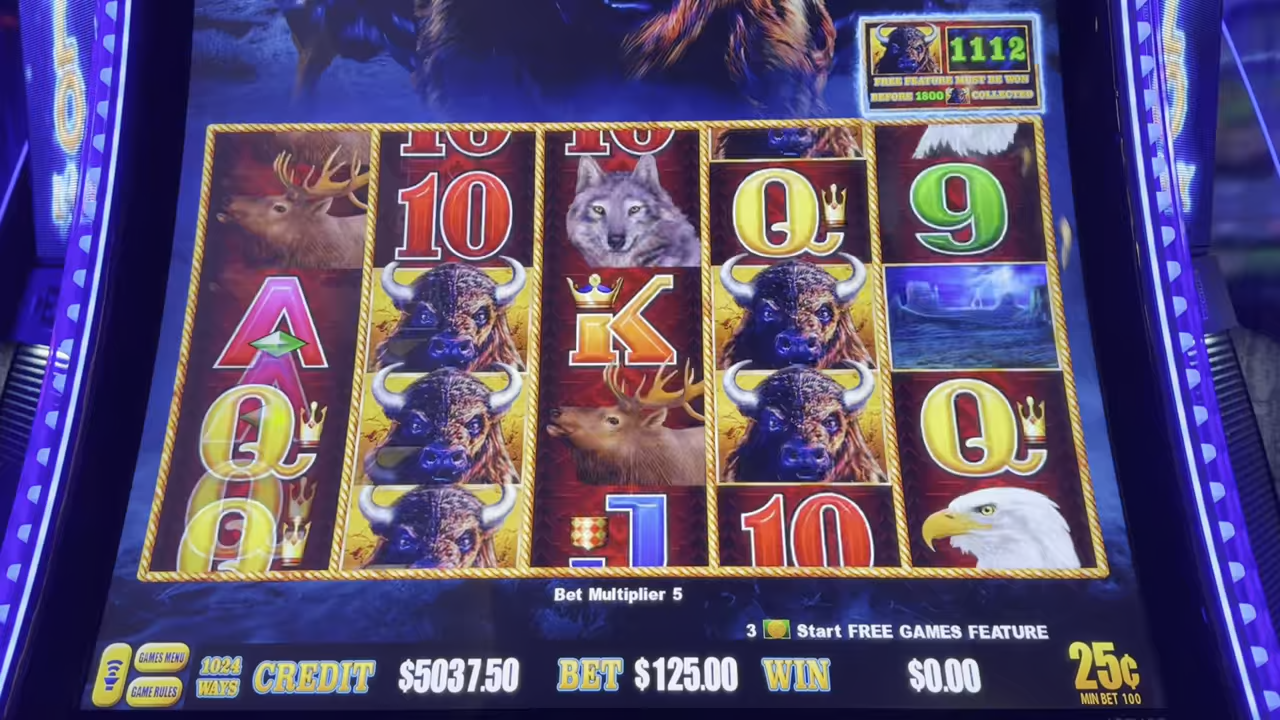 1112
FREE FEATURE MUST BE WON
BEFORE 1800 COLLECTED
10 10
10 Q 9
A K
Q Q
Q J 10
Bet Multiplier 5
3 Start FREE GAMES FEATURE
GAMES MENU
GAME RULES
1024 WAYS
CREDIT $5037.50 BET $125.00 WIN $0.00
25¢
MIN BET 100